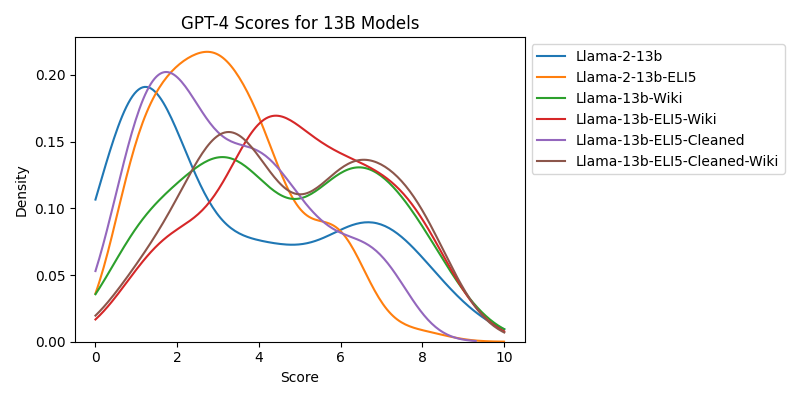 GPT-4 Scores for 13B Models
Density
0.20
0.15
0.10
0.05
0.00
0 2 4 6 8 10
Score
Llama-2-13b
Llama-2-13b-ELI5
Llama-13b-Wiki
Llama-13b-ELI5-Wiki
Llama-13b-ELI5-Cleaned
Llama-13b-ELI5-Cleaned-Wiki